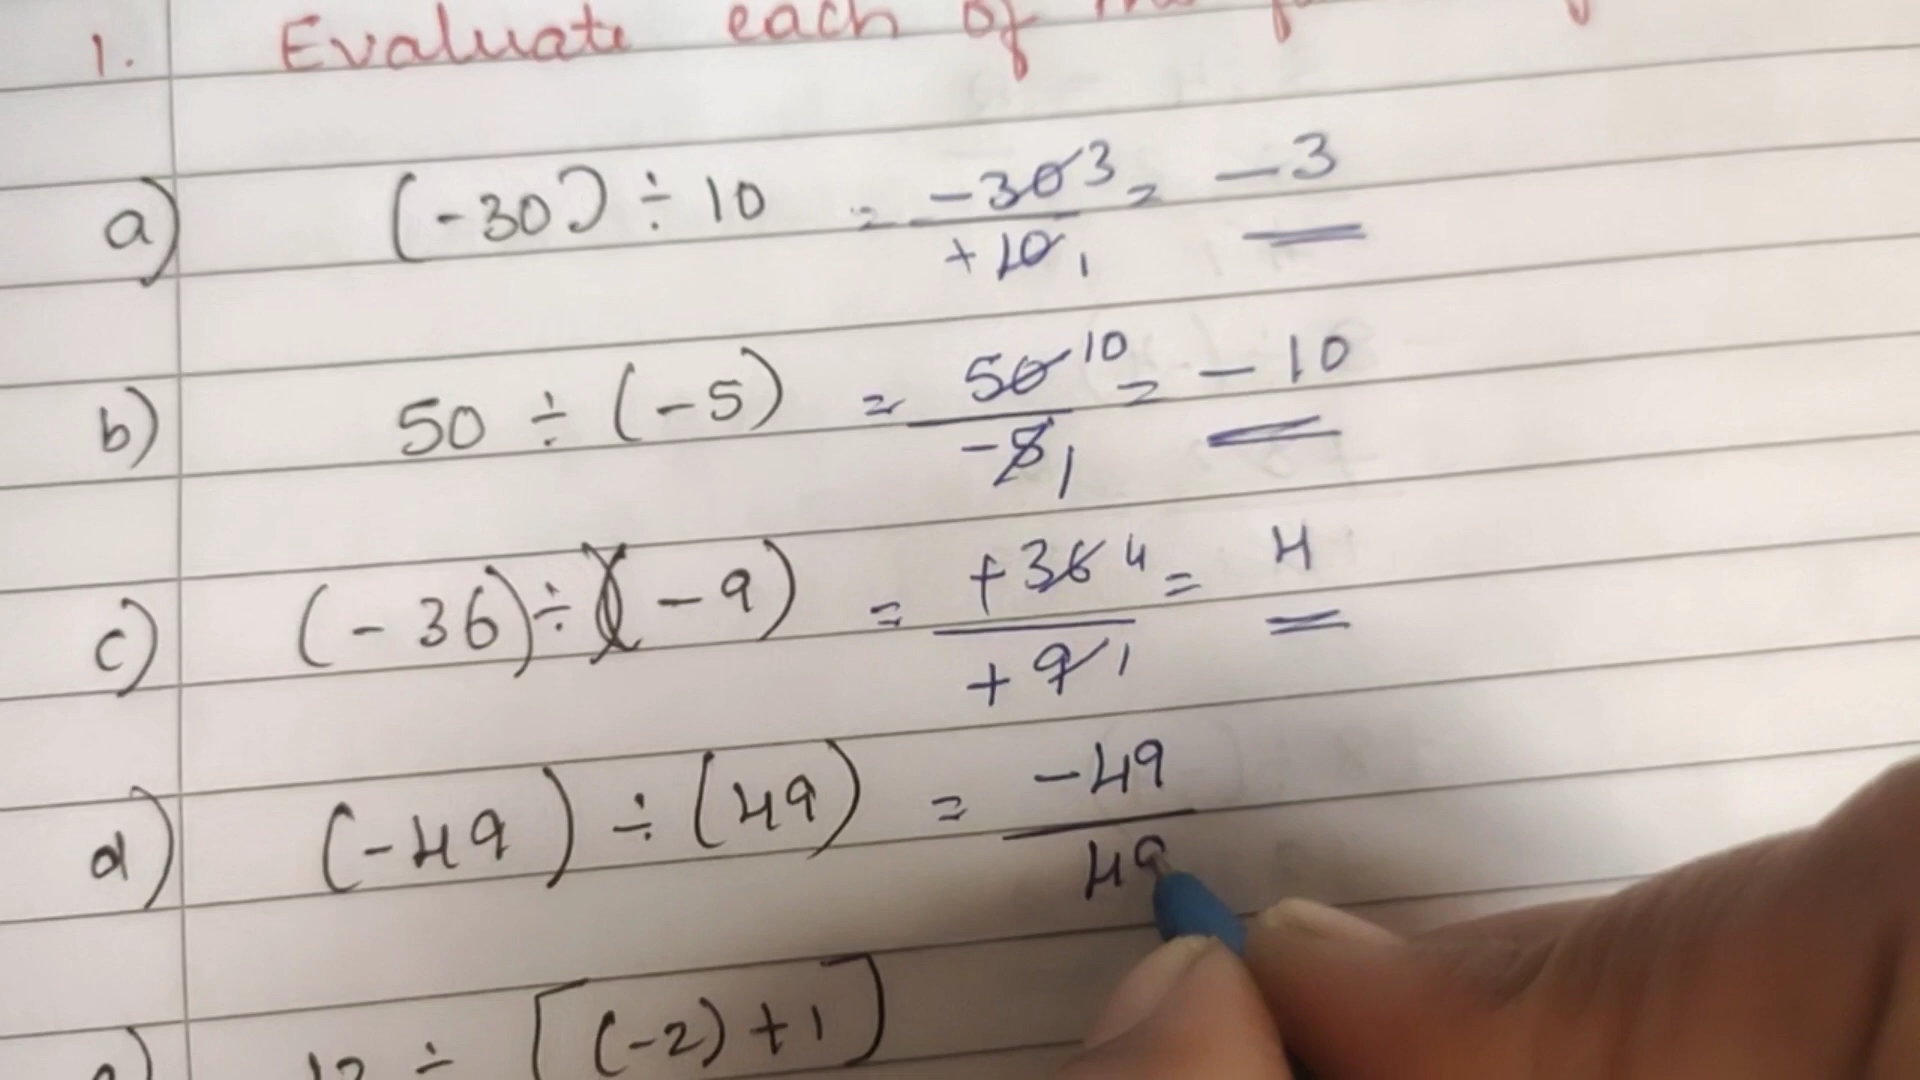 1. Evaluate each of
a) (-30) ÷ 10 = -30 3 / +10 1 = -3
b) 50 ÷ (-5) = 50 10 / -5 1 = -10
c) (-36) ÷ (-9) = +36 4 / +9 1 = 4
d) (-49) ÷ (49) = -49 / 49
÷ [(-2) + 1]